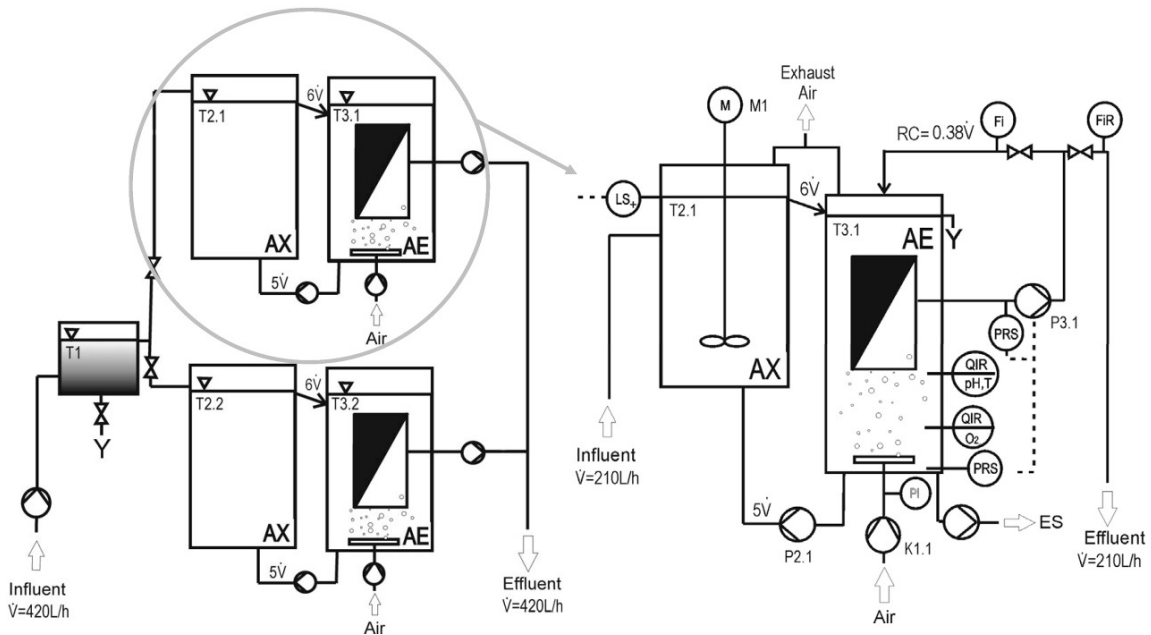 6V̇
T2.1
T3.1
AX
AE
5V̇
Air
T1
Y
Influent
V̇=420L/h
6V̇
T2.2
T3.2
AX
AE
5V̇
Air
Effluent
V̇=420L/h
Exhaust
Air
M
M1
Fi
FiR
RC= 0.38V̇
LS+
6V̇
T2.1
T3.1
AE
Y
P3.1
PRS
AX
QIR
pH,T
QIR
O₂
PRS
Influent
V̇=210L/h
5V̇
P2.1
PI
K1.1
ES
Air
Effluent
V̇=210L/h